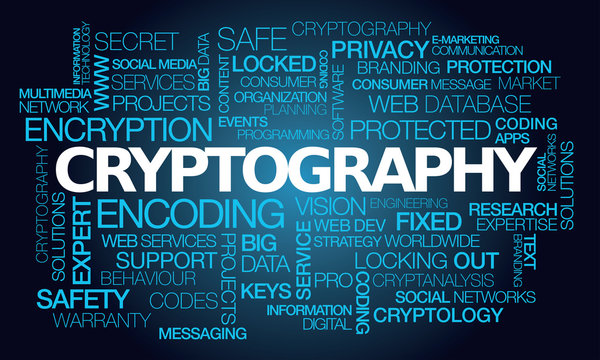 CRYPTOGRAPHY
INFORMATION
TECHNOLOGY
SECRET
BIG
DATA
SAFE
E-MARKETING
COMMUNICATION
PRIVACY
WWW
SOCIAL MEDIA
CONTENT
LOCKED
CODING
SOFTWARE
BRANDING
PROTECTION
SERVICES
CONSUMER
CONSUMER
MESSAGE
MARKET
MULTIMEDIA
NETWORK
PROJECTS
ORGANIZATION
PLANNING
WEB DATABASE
ENCRYPTION
EVENTS
PROGRAMMING
PROTECTED
CODING
APPS
CRYPTOGRAPHY
CRYPTOGRAPHY
SOCIAL
NETWORKS
SOLUTIONS
SOLUTIONS
EXPERT
ENCODING
VISION
ENGINEERING
WEB DEV
FIXED
RESEARCH
EXPERTISE
WEB SERVICES
PROJECTS
BIG
DATA
SERVICE
STRATEGY
WORLDWIDE
TEXT
BRANDING
SUPPORT
LOCKING OUT
BEHAVIOUR
PRO
CODING
CRYPTANALYSIS
SAFETY
CODES
KEYS
SOCIAL NETWORKS
WARRANTY
INFORMATION
DIGITAL
CRYPTOLOGY
MESSAGING